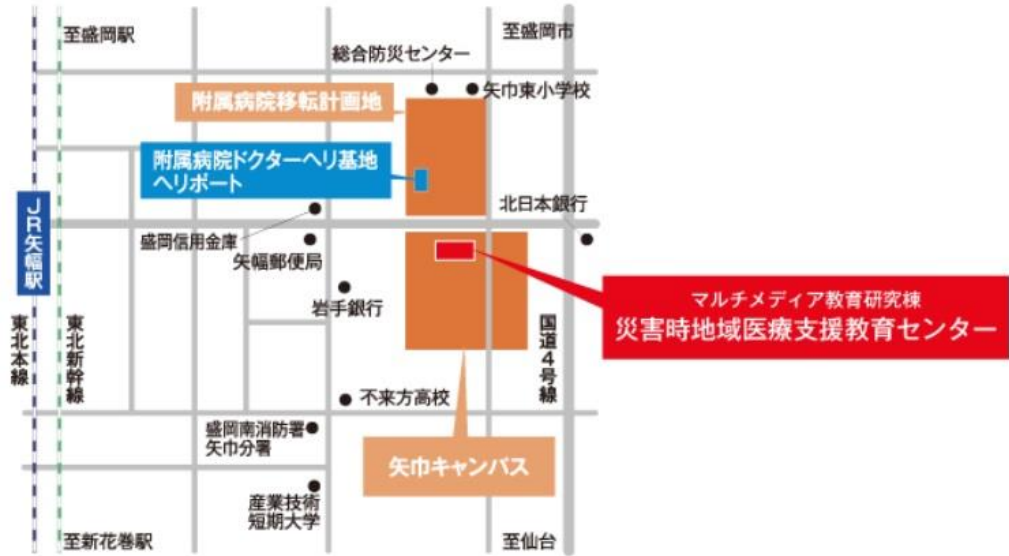 至盛岡駅
至盛岡市
総合防災センター
矢巾東小学校
附属病院移転計画地
附属病院ドクターヘリ基地
ヘリポート
北日本銀行
JR矢幅駅
盛岡信用金庫
矢幅郵便局
岩手銀行
マルチメディア教育研究棟
災害時地域医療支援教育センター
東北本線
東北新幹線
国道4号線
不来方高校
盛岡南消防署
矢巾分署
矢巾キャンパス
産業技術
短期大学
至新花巻駅
至仙台